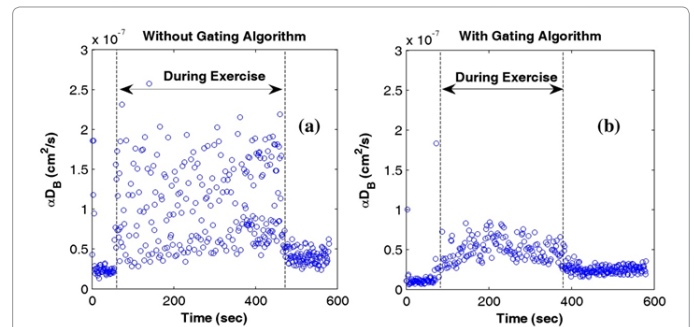 Without Gating Algorithm
x 10^-7
During Exercise
(a)
3
2.5
2
1.5
1
0.5
0
αD_B (cm²/s)
0 200 400 600
Time (sec)
With Gating Algorithm
x 10^-7
During Exercise
(b)
3
2.5
2
1.5
1
0.5
0
αD_B (cm²/s)
0 200 400 600
Time (sec)